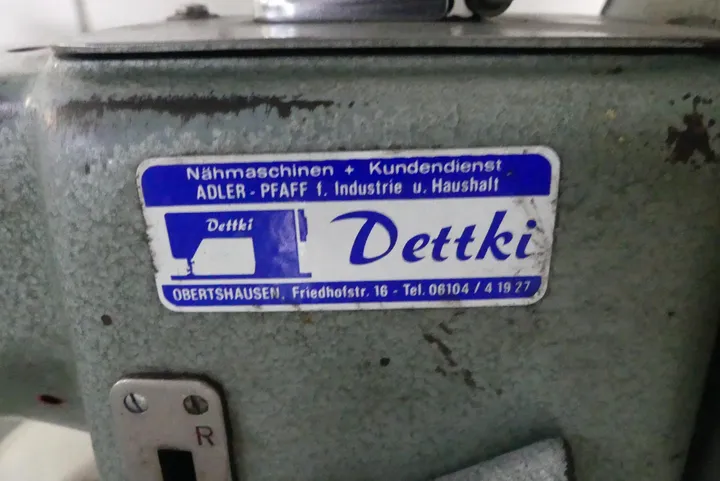 Nähmaschinen + Kundendienst
ADLER - PFAFF f. Industrie u. Haushalt
Dettki
Dettki
OBERTSHAUSEN, Friedhofstr. 16 - Tel. 06104 / 4 19 27
R